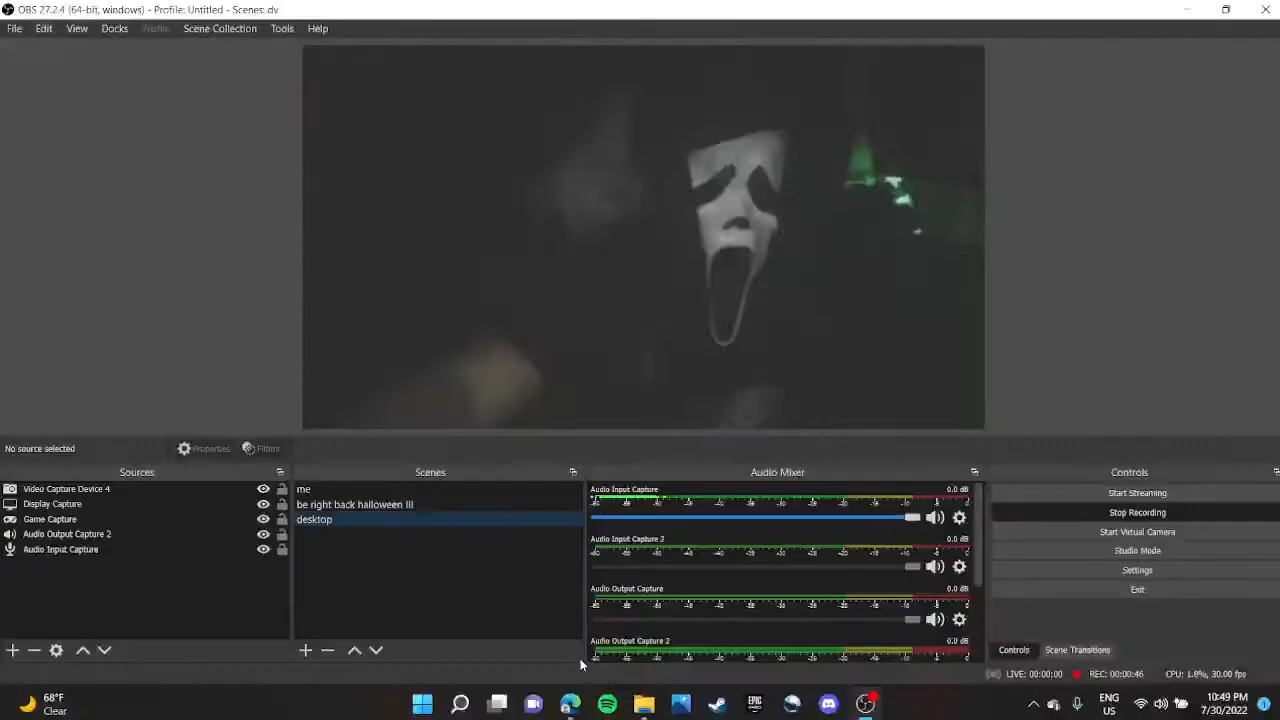 OBS 27.2.4 (64-bit, windows) - Profile: Untitled - Scenes: dv
File Edit View Docks Profile Scene Collection Tools Help
No source selected Properties Filters
Sources
Video Capture Device 4
Display Capture
Game Capture
Audio Output Capture 2
Audio Input Capture
Scenes
me
be right back halloween III
desktop
Audio Mixer
Audio Input Capture 0.0 dB
Audio Input Capture 2 0.0 dB
Audio Output Capture 0.0 dB
Audio Output Capture 2 0.0 dB
Controls
Start Streaming
Stop Recording
Start Virtual Camera
Studio Mode
Settings
Exit
Controls Scene Transitions
LIVE: 00:00:00 REC: 00:00:46 CPU: 1.8%, 30.00 fps
68°F
Clear
EPIC
ENG
US
10:49 PM
7/30/2022
1